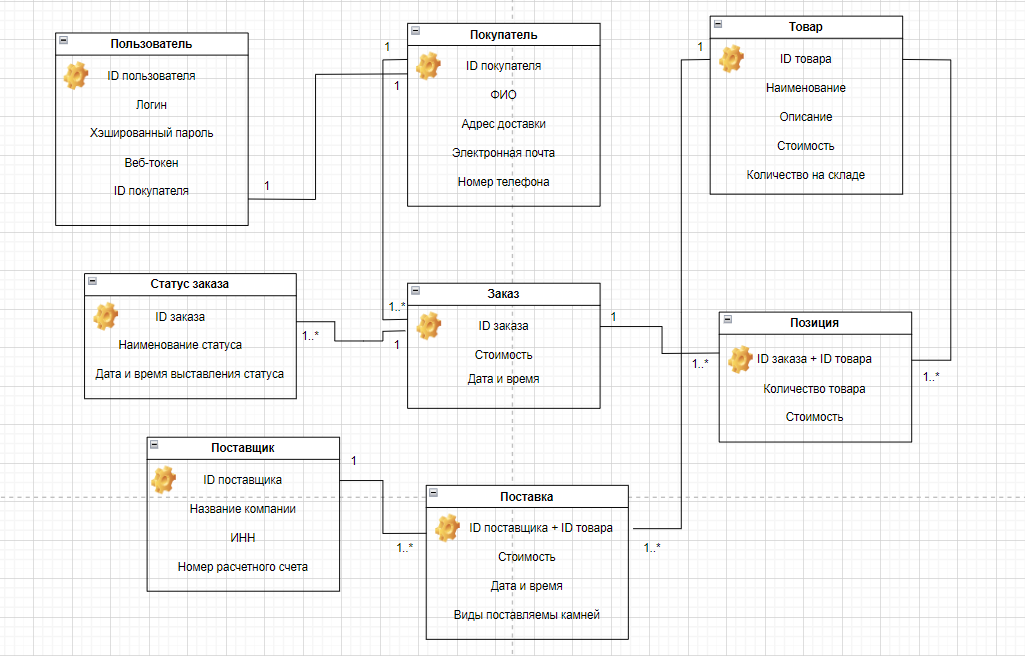 Пользователь
ID пользователя
Логин
Хэшированный пароль
Веб-токен
ID покупателя
1
1
1
Покупатель
ID покупателя
ФИО
Адрес доставки
Электронная почта
Номер телефона
1
Товар
ID товара
Наименование
Описание
Стоимость
Количество на складе
Статус заказа
ID заказа
Наименование статуса
Дата и время выставления статуса
1..*
1..*
1
Заказ
ID заказа
Стоимость
Дата и время
1
1..*
Позиция
ID заказа + ID товара
Количество товара
Стоимость
1..*
Поставщик
ID поставщика
Название компании
ИНН
Номер расчетного счета
1
1..*
Поставка
ID поставщика + ID товара
Стоимость
Дата и время
Виды поставляемы камней
1..*